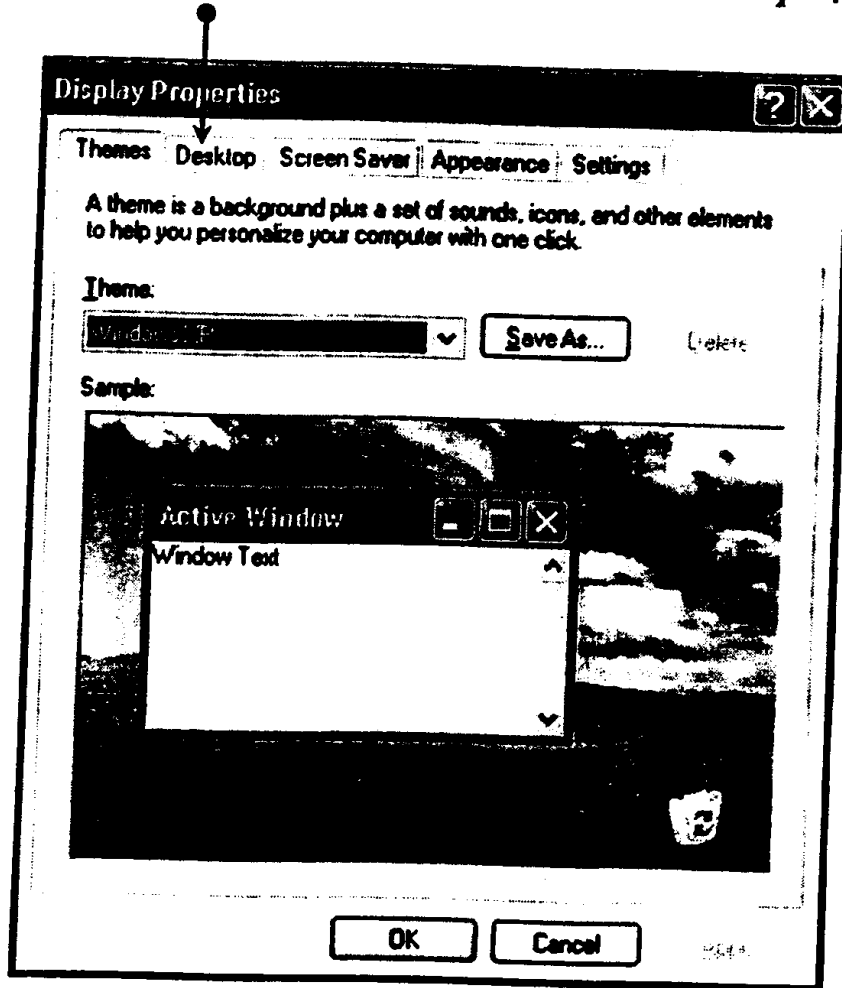 Display Properties
Themes Desktop Screen Saver Appearance Settings
A theme is a background plus a set of sounds, icons, and other elements
to help you personalize your computer with one click.
Theme:
Save As... Delete
Sample:
Active Window
Window Text
OK Cancel